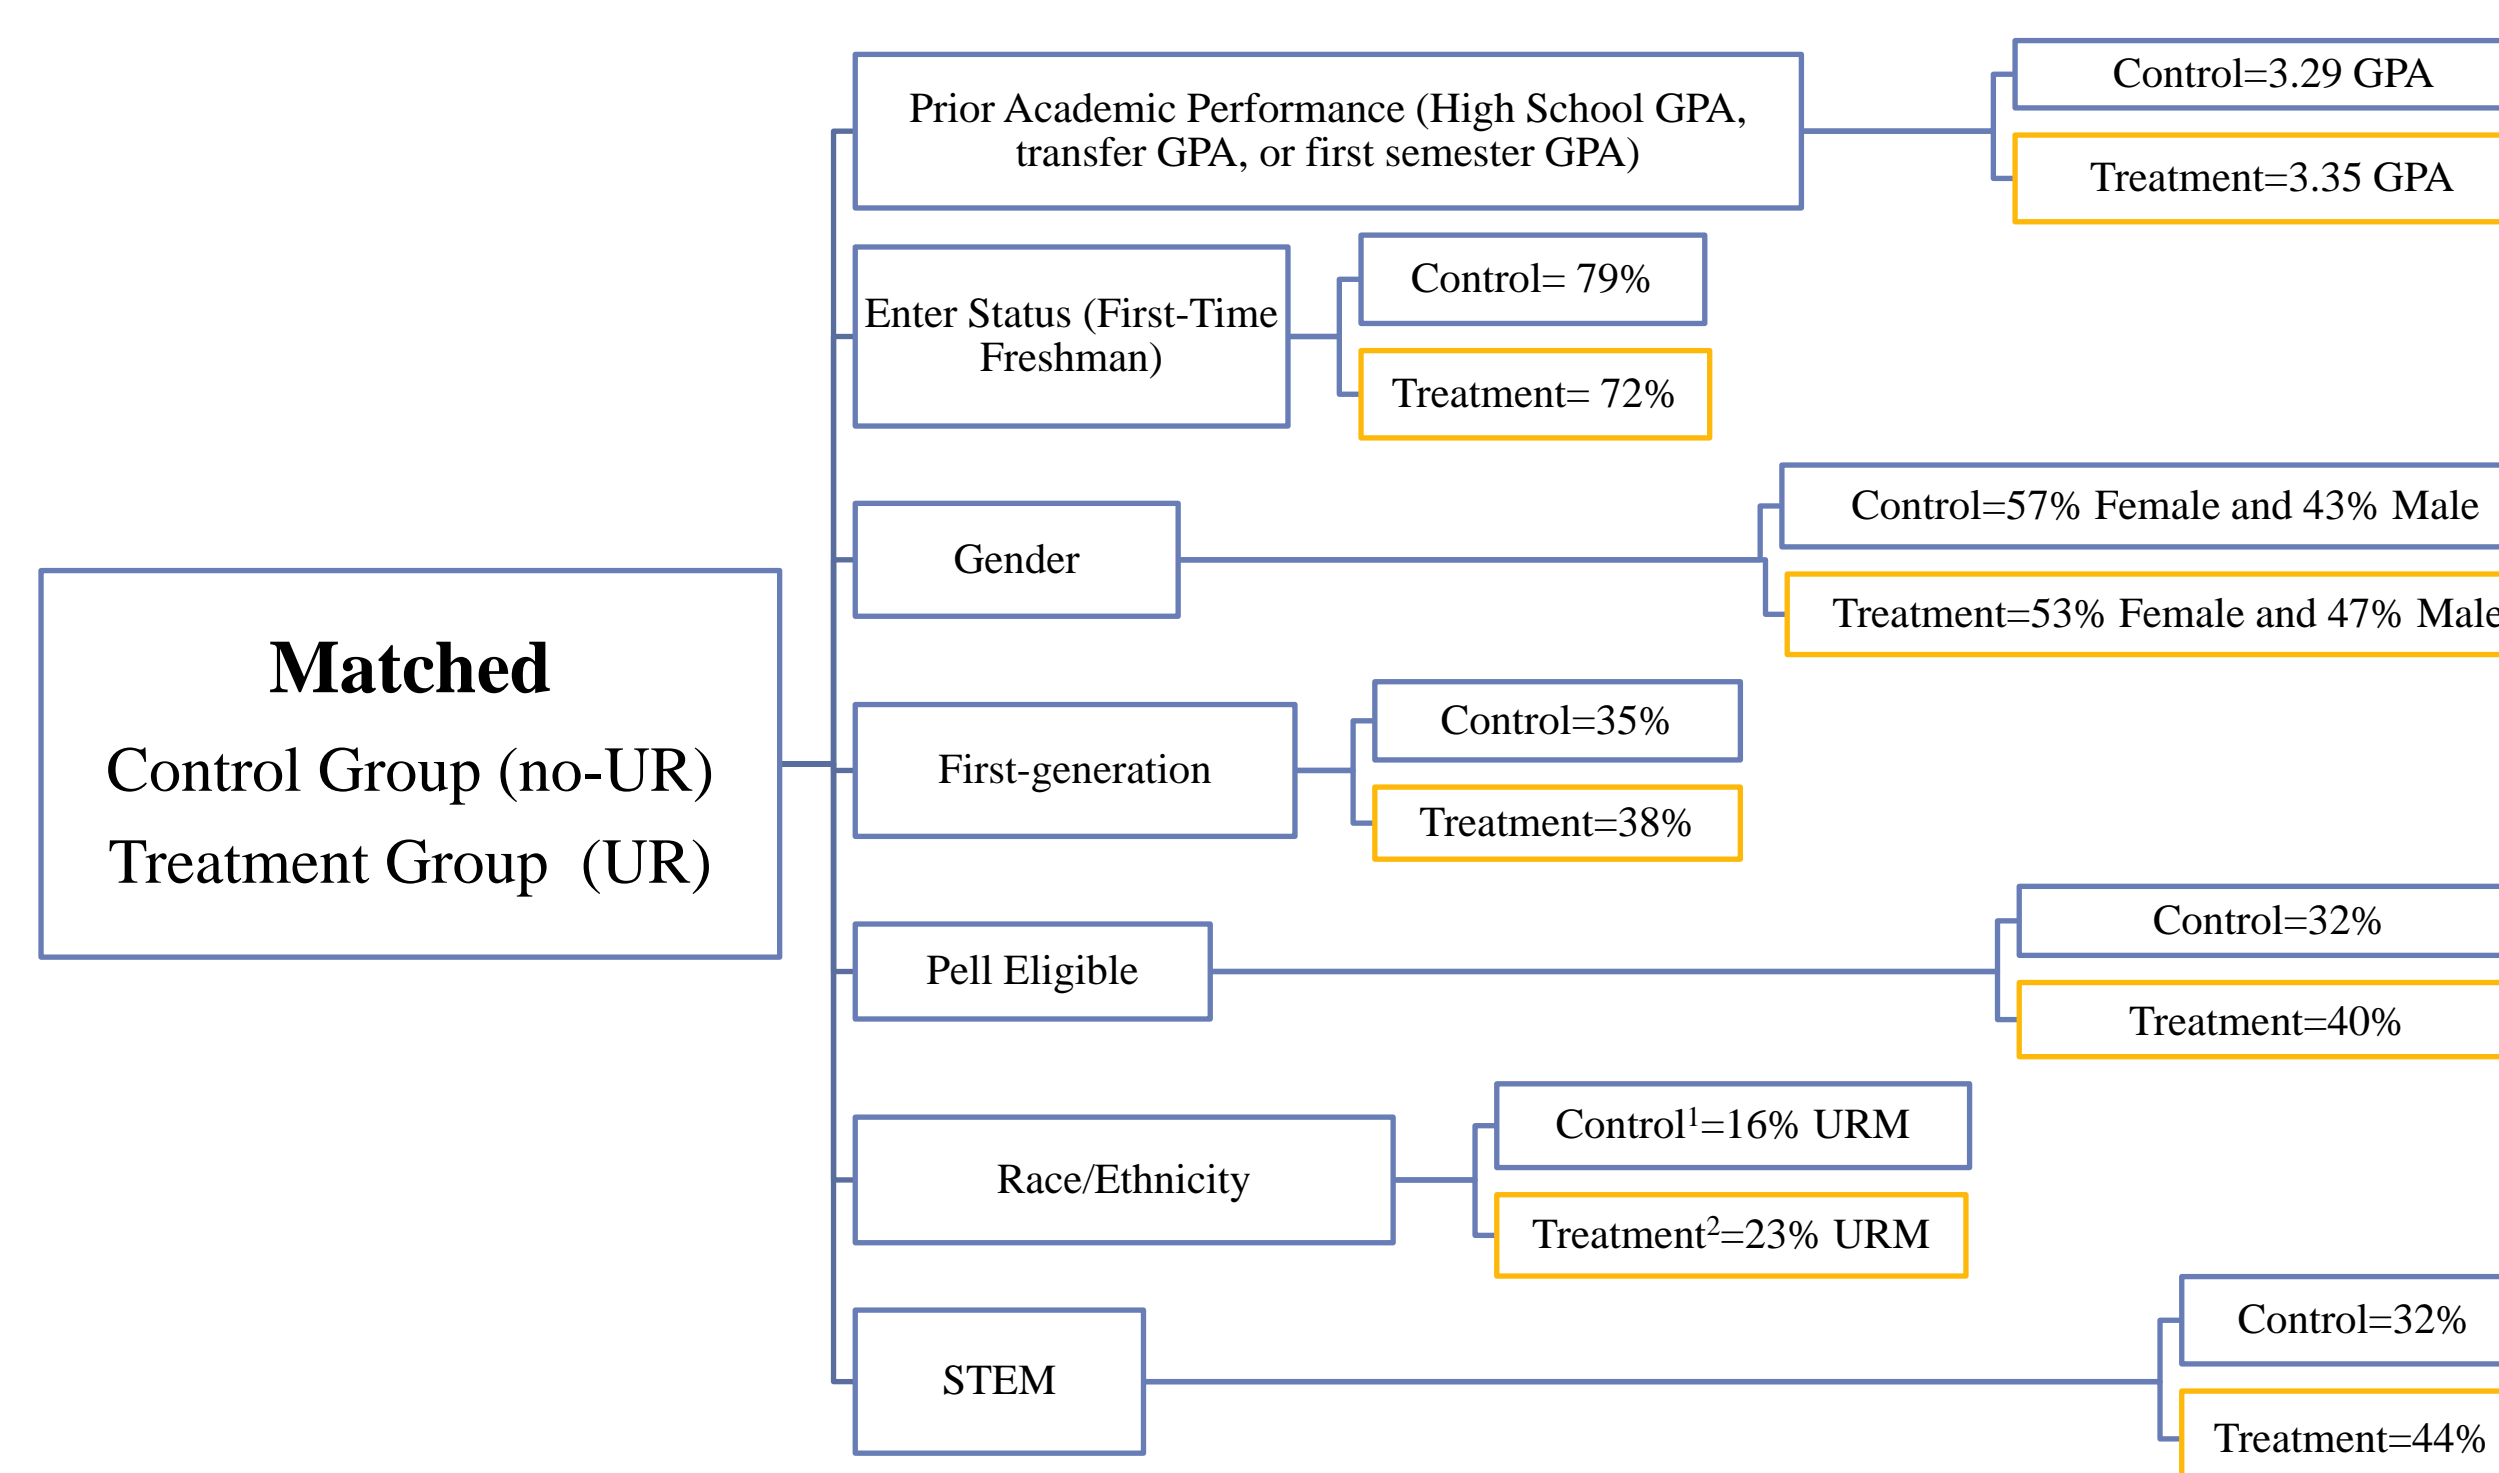 Matched
Control Group (no-UR)
Treatment Group  (UR)
Prior Academic Performance (High School GPA,
transfer GPA, or first semester GPA)
Control=3.29 GPA
Treatment=3.35 GPA
Enter Status (First-Time
Freshman)
Control= 79%
Treatment= 72%
Gender
Control=57% Female and 43% Male
Treatment=53% Female and 47% Male
First-generation
Control=35%
Treatment=38%
Pell Eligible
Control=32%
Treatment=40%
Race/Ethnicity
Control¹=16% URM
Treatment²=23% URM
STEM
Control=32%
Treatment=44%